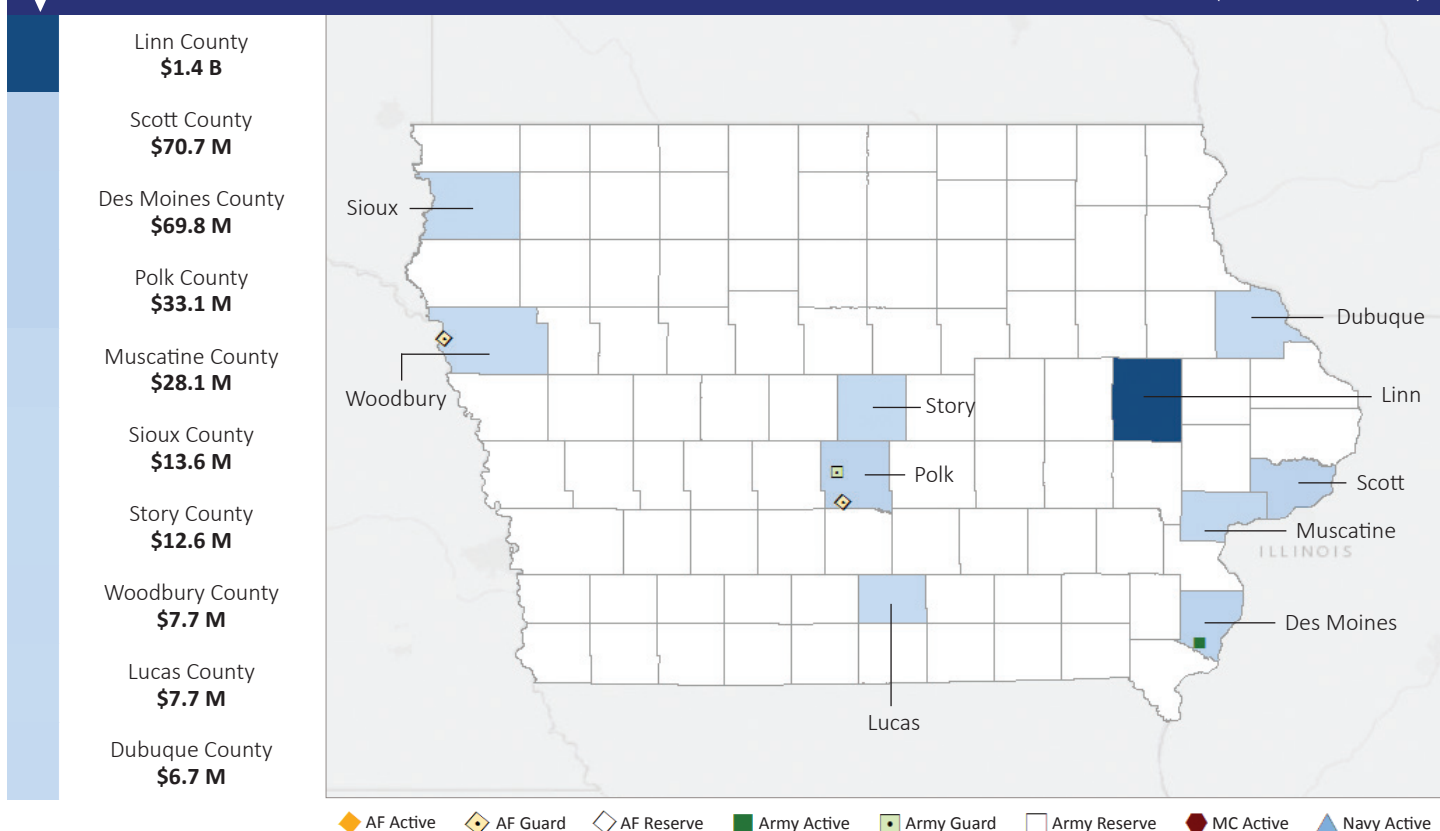 Linn County
$1.4 B
Scott County
$70.7 M
Des Moines County
$69.8 M
Polk County
$33.1 M
Muscatine County
$28.1 M
Sioux County
$13.6 M
Story County
$12.6 M
Woodbury County
$7.7 M
Lucas County
$7.7 M
Dubuque County
$6.7 M
Sioux
Dubuque
Woodbury
Story
Linn
Polk
Scott
Muscatine
ILLINOIS
Des Moines
Lucas
AF Active
AF Guard
AF Reserve
Army Active
Army Guard
Army Reserve
MC Active
Navy Active